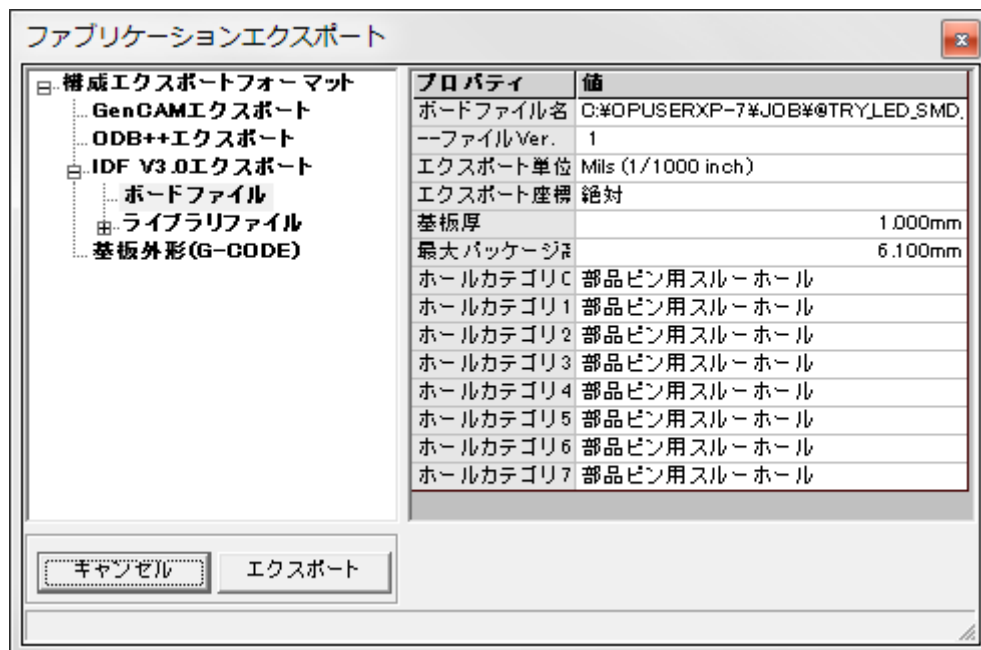 ファブリケーションエクスポート
構成エクスポートフォーマット
GenCAMエクスポート
ODB++エクスポート
IDF V3.0エクスポート
ボードファイル
ライブラリファイル
基板外形(G-CODE)
プロパティ 値
ボードファイル名 C:¥OPUSERXP-7¥JOB¥@TRY_LED_SMD.
--ファイルVer. 1
エクスポート単位 Mils (1/1000 inch)
エクスポート座標 絶対
基板厚 1.000mm
最大パッケージ 6.100mm
ホールカテゴリ0 部品ピン用スルーホール
ホールカテゴリ1 部品ピン用スルーホール
ホールカテゴリ2 部品ピン用スルーホール
ホールカテゴリ3 部品ピン用スルーホール
ホールカテゴリ4 部品ピン用スルーホール
ホールカテゴリ5 部品ピン用スルーホール
ホールカテゴリ6 部品ピン用スルーホール
ホールカテゴリ7 部品ピン用スルーホール
キャンセル エクスポート